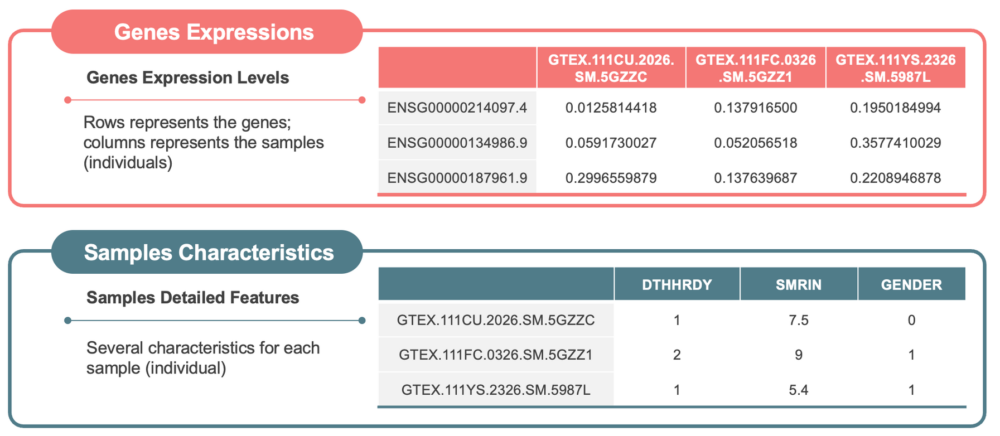 Genes Expressions
Genes Expression Levels
Rows represents the genes;
columns represents the samples
(individuals)
GTEX.111CU.2026. GTEX.111FC.0326 GTEX.111YS.2326
SM.5GZZC .SM.5GZZ1 .SM.5987L
ENSG00000214097.4 0.0125814418 0.137916500 0.1950184994
ENSG00000134986.9 0.0591730027 0.052056518 0.3577410029
ENSG00000187961.9 0.2996559879 0.137639687 0.2208946878
Samples Characteristics
Samples Detailed Features
Several characteristics for each
sample (individual)
DTHHRDY SMRIN GENDER
GTEX.111CU.2026.SM.5GZZC 1 7.5 0
GTEX.111FC.0326.SM.5GZZ1 2 9 1
GTEX.111YS.2326.SM.5987L 1 5.4 1